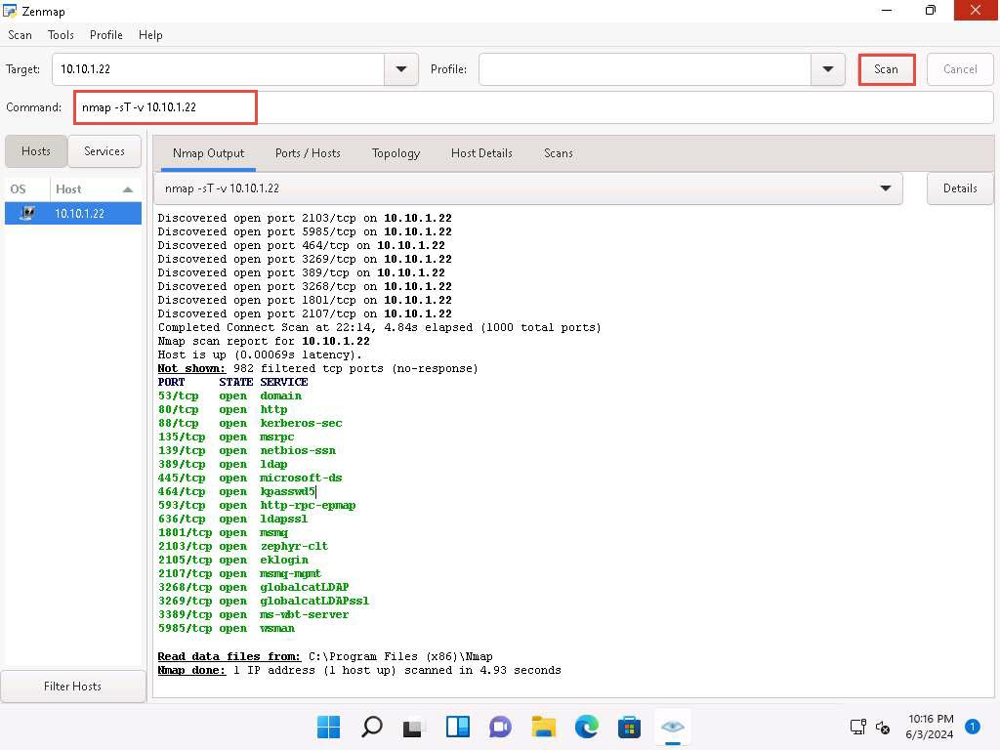 Zenmap
Scan Tools Profile Help
Target: 10.10.1.22 Profile: Scan Cancel
Command: nmap -sT -v 10.10.1.22
Hosts Services
Nmap Output Ports / Hosts Topology Host Details Scans
OS Host
nmap -sT -v 10.10.1.22 Details
10.10.1.22
Discovered open port 2103/tcp on 10.10.1.22
Discovered open port 5985/tcp on 10.10.1.22
Discovered open port 464/tcp on 10.10.1.22
Discovered open port 3269/tcp on 10.10.1.22
Discovered open port 389/tcp on 10.10.1.22
Discovered open port 3268/tcp on 10.10.1.22
Discovered open port 1801/tcp on 10.10.1.22
Discovered open port 2107/tcp on 10.10.1.22
Completed Connect Scan at 22:14, 4.84s elapsed (1000 total ports)
Nmap scan report for 10.10.1.22
Host is up (0.00069s latency).
Not shown: 982 filtered tcp ports (no-response)
PORT STATE SERVICE
53/tcp open domain
80/tcp open http
88/tcp open kerberos-sec
135/tcp open msrpc
139/tcp open netbios-ssn
389/tcp open ldap
445/tcp open microsoft-ds
464/tcp open kpasswd5
593/tcp open http-rpc-epmap
636/tcp open ldapssl
1801/tcp open msmq
2103/tcp open zephyr-clt
2105/tcp open eklogin
2107/tcp open msmq-mgmt
3268/tcp open globalcatLDAP
3269/tcp open globalcatLDAPssl
3389/tcp open ms-wbt-server
5985/tcp open wsman
Read data files from: C:\Program Files (x86)\Nmap
Nmap done: 1 IP address (1 host up) scanned in 4.93 seconds
Filter Hosts
10:16 PM
6/3/2024
1